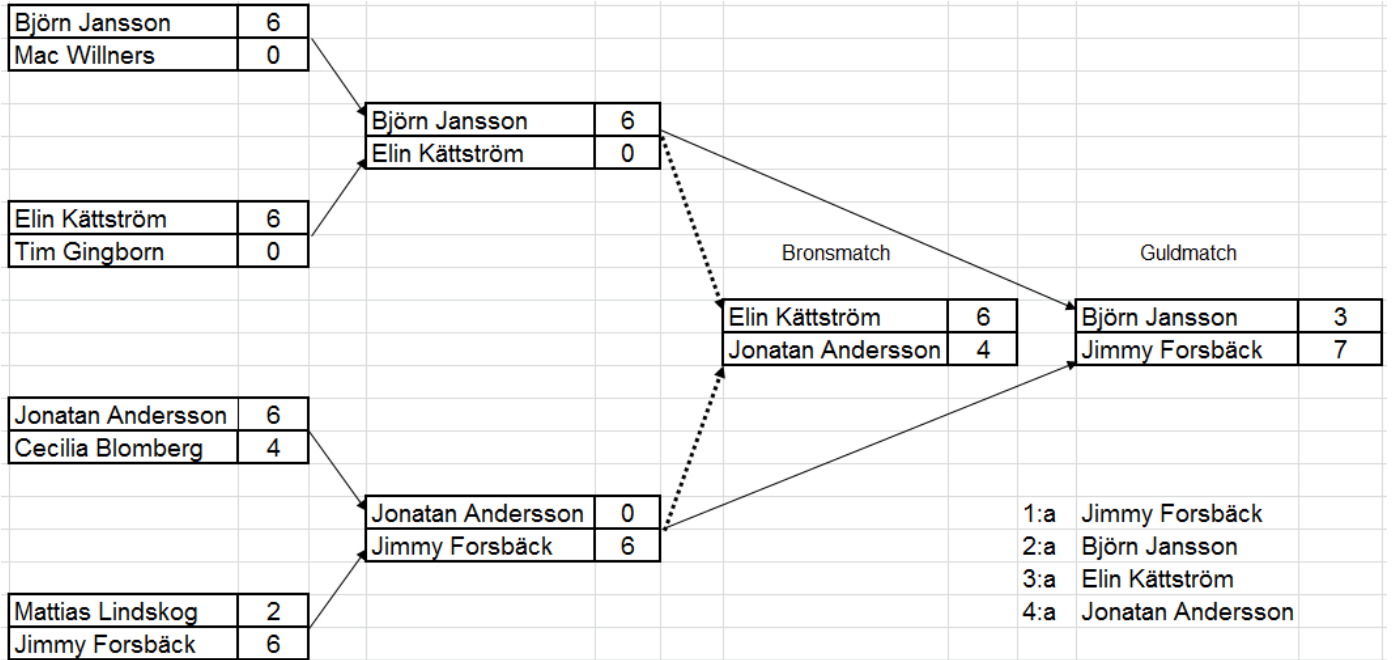 Björn Jansson 6
Mac Willners 0
Björn Jansson 6
Elin Kättström 0
Elin Kättström 6
Tim Gingborn 0
Bronsmatch Guldmatch
Elin Kättström 6 Björn Jansson 3
Jonatan Andersson 4 Jimmy Forsbäck 7
Jonatan Andersson 6
Cecilia Blomberg 4
Jonatan Andersson 0 1:a Jimmy Forsbäck
Jimmy Forsbäck 6 2:a Björn Jansson
3:a Elin Kättström
Mattias Lindskog 2 4:a Jonatan Andersson
Jimmy Forsbäck 6